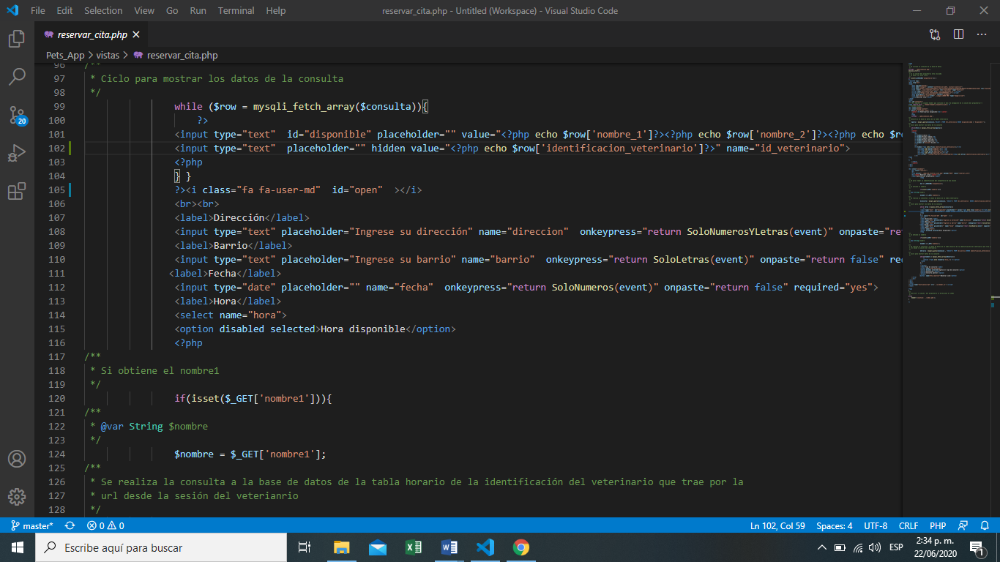 File Edit Selection View Go Run Terminal Help reservar_cita.php - Untitled (Workspace) - Visual Studio Code
reservar_cita.php
Pets_App > vistas > reservar_cita.php
96 /**
97 * Ciclo para mostrar los datos de la consulta
98 */
99 while ($row = mysqli_fetch_array($consulta)){
100 ?>
101 <input type="text"  id="disponible" placeholder="" value="<?php echo $row['nombre_1']?><?php echo $row['nombre_2']?><?php echo $ro
102 <input type="text"  placeholder="" hidden value="<?php echo $row['identificacion_veterinario']?>" name="id_veterinario">
103 <?php
104 } }
105 ?><i class="fa fa-user-md"  id="open"  ></i>
106 <br><br>
107 <label>Dirección</label>
108 <input type="text" placeholder="Ingrese su dirección" name="direccion"  onkeypress="return SoloNumerosYLetras(event)" onpaste="ret
109 <label>Barrio</label>
110 <input type="text" placeholder="Ingrese su barrio" name="barrio"  onkeypress="return SoloLetras(event)" onpaste="return false" req
111 <label>Fecha</label>
112 <input type="date" placeholder="" name="fecha"  onkeypress="return SoloNumeros(event)" onpaste="return false" required="yes">
113 <label>Hora</label>
114 <select name="hora">
115 <option disabled selected>Hora disponible</option>
116 <?php
117 /**
118 * Si obtiene el nombre1
119 */
120 if(isset($_GET['nombre1'])){
121 /**
122 * @var String $nombre
123 */
124 $nombre = $_GET['nombre1'];
125 /**
126 * Se realiza la consulta a la base de datos de la tabla horario de la identificación del veterinario que trae por la
127 * url desde la sesión del veterianrio
128 */
20
master* 0 0 Ln 102, Col 59 Spaces: 4 UTF-8 CRLF PHP
Escribe aquí para buscar
ESP
2:34 p. m.
22/06/2020
1